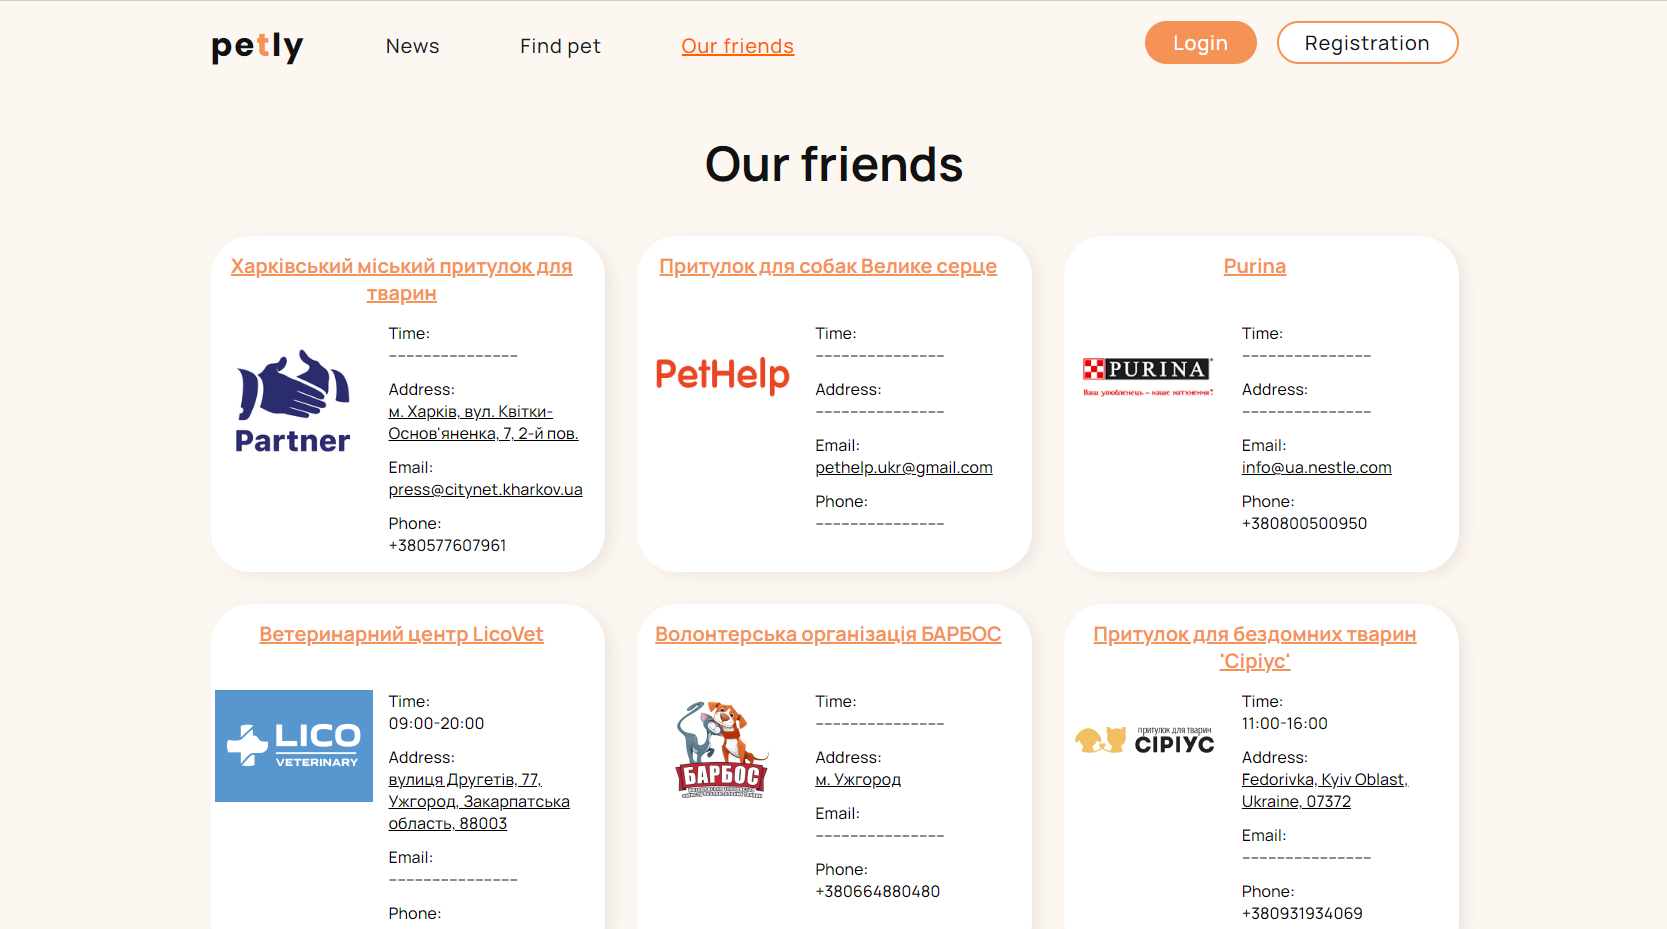 petly
News
Find pet
Our friends
Login
Registration
Our friends
Харківський міський притулок для
тварин
Partner
Time:
---------------
Address:
м. Харків, вул. Квітки-
Основ'яненка, 7, 2-й пов.
Email:
press@citynet.kharkov.ua
Phone:
+380577607961
Притулок для собак Велике серце
PetHelp
Time:
---------------
Address:
---------------
Email:
pethelp.ukr@gmail.com
Phone:
---------------
Purina
PURINA
Ваш улюбленець – наше натхнення!
Time:
---------------
Address:
---------------
Email:
info@ua.nestle.com
Phone:
+380800500950
Ветеринарний центр LicoVet
LICO
VETERINARY
Time:
09:00-20:00
Address:
вулиця Другетів, 77,
Ужгород, Закарпатська
область, 88003
Email:
---------------
Phone:
Волонтерська організація БАРБОС
БАРБОС
Time:
---------------
Address:
м. Ужгород
Email:
---------------
Phone:
+380664880480
Притулок для бездомних тварин
'Сіріус'
притулок для тварин
СІРІУС
Time:
11:00-16:00
Address:
Fedorivka, Kyiv Oblast,
Ukraine, 07372
Email:
---------------
Phone:
+380931934069